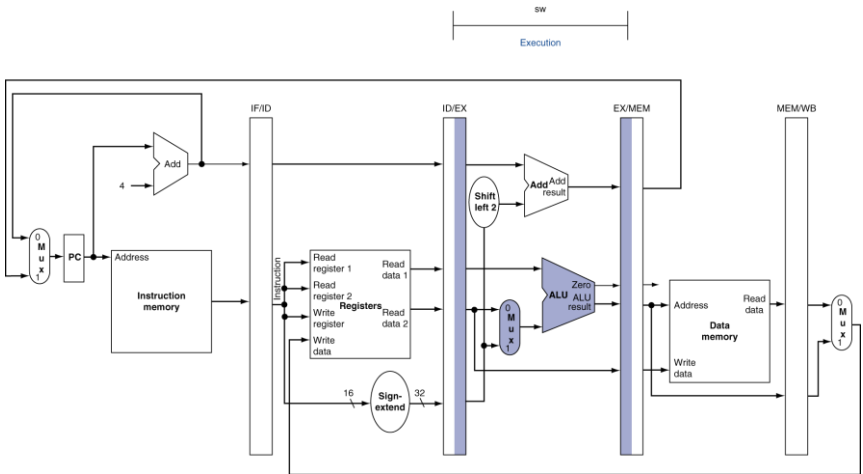 sw
Execution
IF/ID
ID/EX
EX/MEM
MEM/WB
Add
4
Shift
left 2
Add
Add
result
0
M
u
x
1
PC
Address
Instruction
memory
Instruction
Read
register 1
Read
register 2
Write
register
Write
data
Registers
Read
data 1
Read
data 2
16
Sign-
extend
32
0
M
u
x
1
ALU
Zero
ALU
result
Address
Write
data
Data
memory
Read
data
0
M
u
x
1